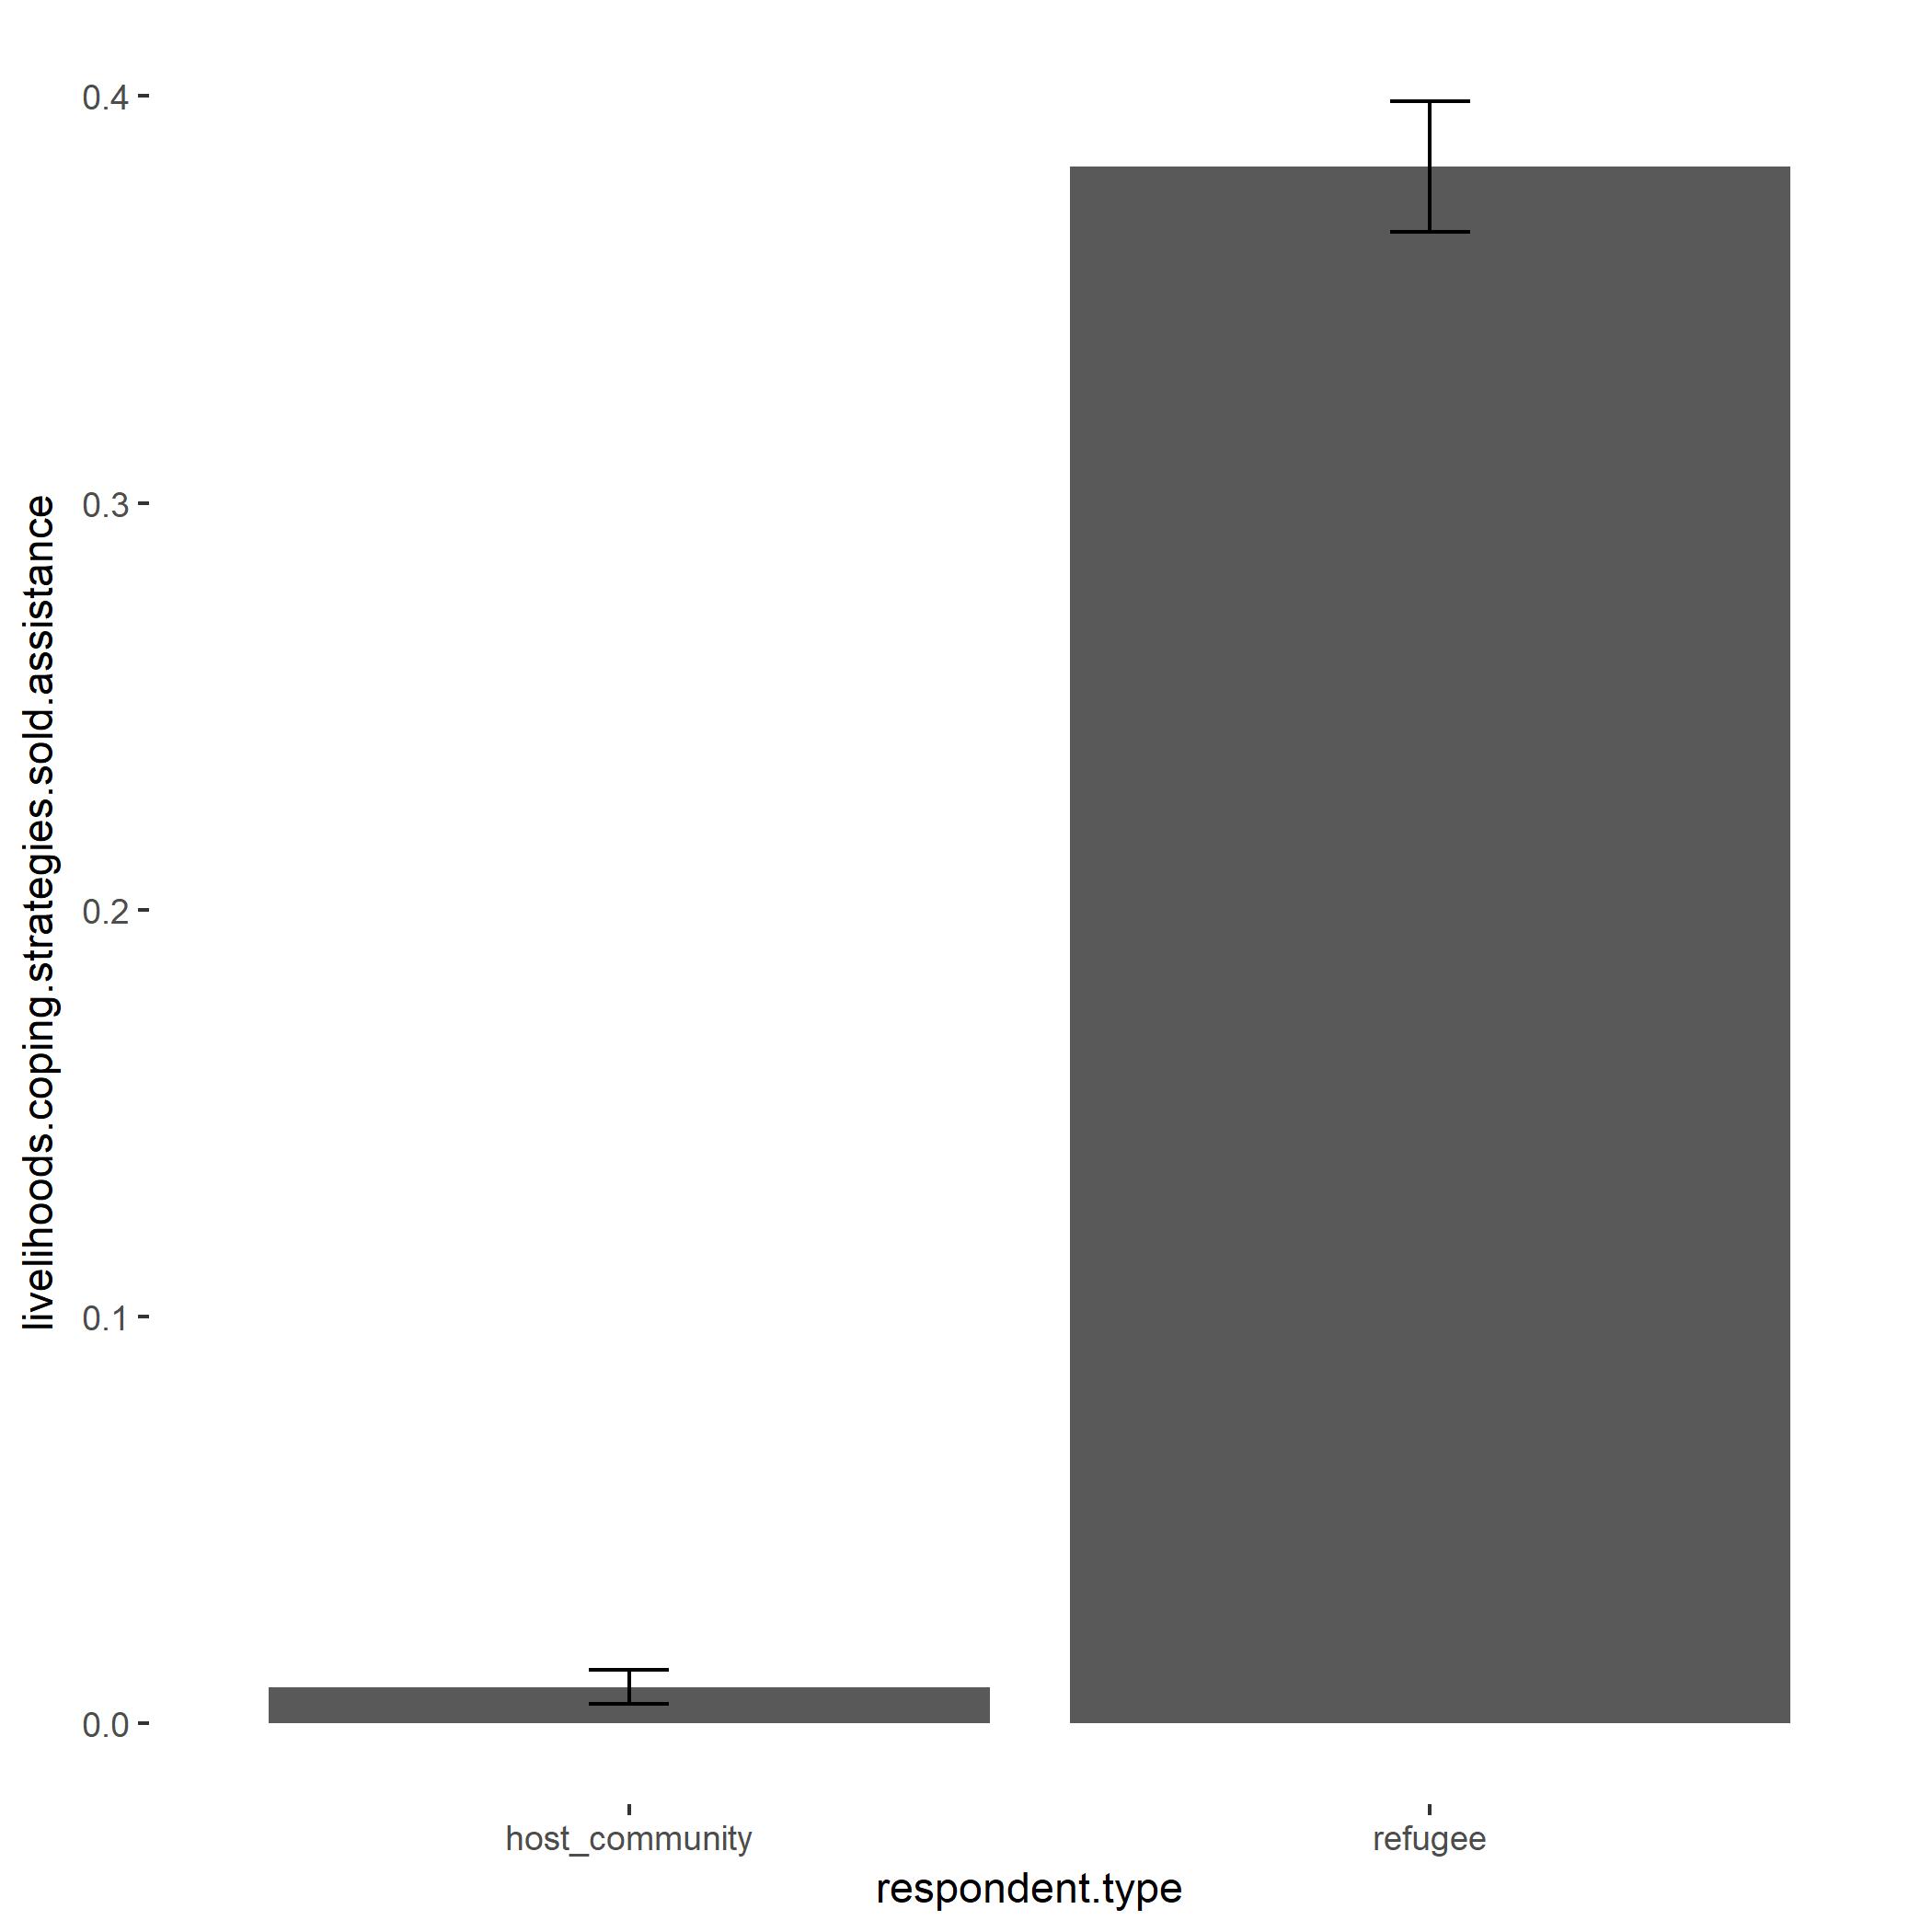 livelihoods.coping.strategies.sold.assistance
0.4
0.3
0.2
0.1
0.0
host_community refugee
respondent.type